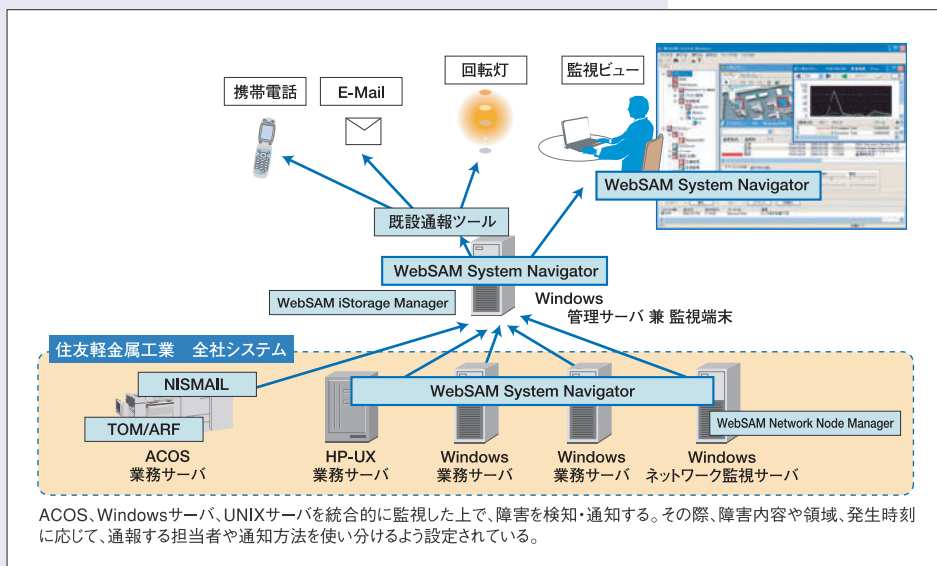 携帯電話
E-Mail
回転灯
監視ビュー
WebSAM System Navigator
既設通報ツール
WebSAM System Navigator
WebSAM iStorage Manager
Windows
管理サーバ 兼 監視端末
住友軽金属工業　全社システム
NISMAIL
TOM/ARF
WebSAM System Navigator
WebSAM Network Node Manager
ACOS
業務サーバ
HP-UX
業務サーバ
Windows
業務サーバ
Windows
業務サーバ
Windows
ネットワーク監視サーバ
ACOS、Windowsサーバ、UNIXサーバを統合的に監視した上で、障害を検知・通知する。その際、障害内容や領域、発生時刻
に応じて、通報する担当者や通知方法を使い分けるよう設定されている。